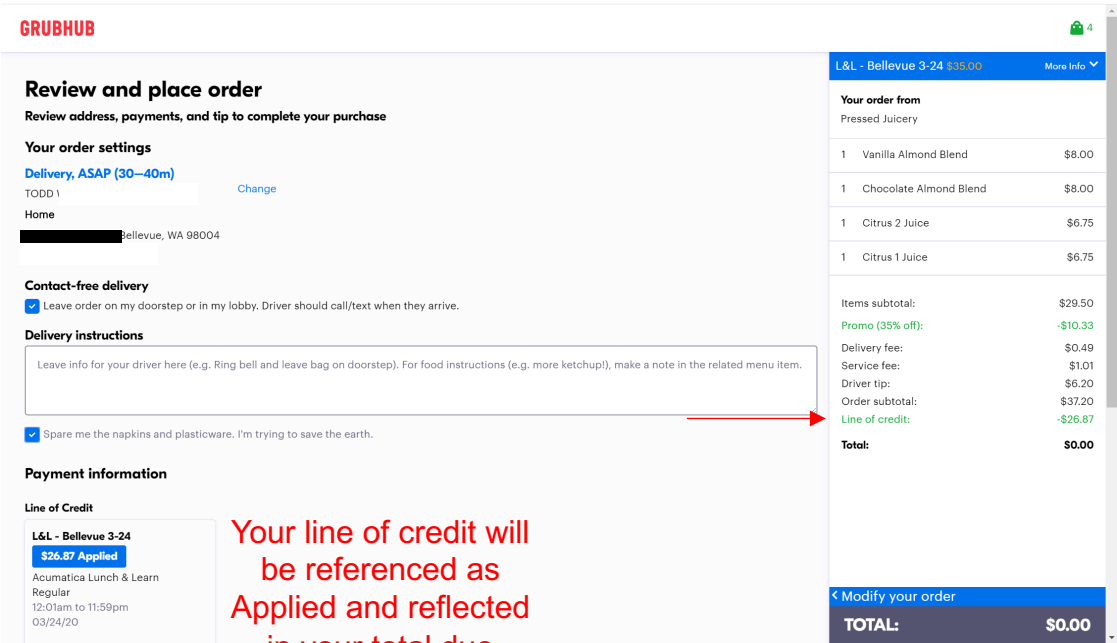 GRUBHUB
4
Review and place order
Review address, payments, and tip to complete your purchase
Your order settings
Delivery, ASAP (30–40m)
TODD
Change
Home
Bellevue, WA 98004
Contact-free delivery
Leave order on my doorstep or in my lobby. Driver should call/text when they arrive.
Delivery instructions
Leave info for your driver here (e.g. Ring bell and leave bag on doorstep). For food instructions (e.g. more ketchup!), make a note in the related menu item.
Spare me the napkins and plasticware. I'm trying to save the earth.
Payment information
Line of Credit
L&L - Bellevue 3-24
$26.87 Applied
Acumatica Lunch & Learn
Regular
12:01am to 11:59pm
03/24/20
Your line of credit will
be referenced as
Applied and reflected
in your total due
L&L - Bellevue 3-24 $35.00 More Info
Your order from
Pressed Juicery
1 Vanilla Almond Blend $8.00
1 Chocolate Almond Blend $8.00
1 Citrus 2 Juice $6.75
1 Citrus 1 Juice $6.75
Items subtotal: $29.50
Promo (35% off): -$10.33
Delivery fee: $0.49
Service fee: $1.01
Driver tip: $6.20
Order subtotal: $37.20
Line of credit: -$26.87
Total: $0.00
Modify your order
TOTAL: $0.00